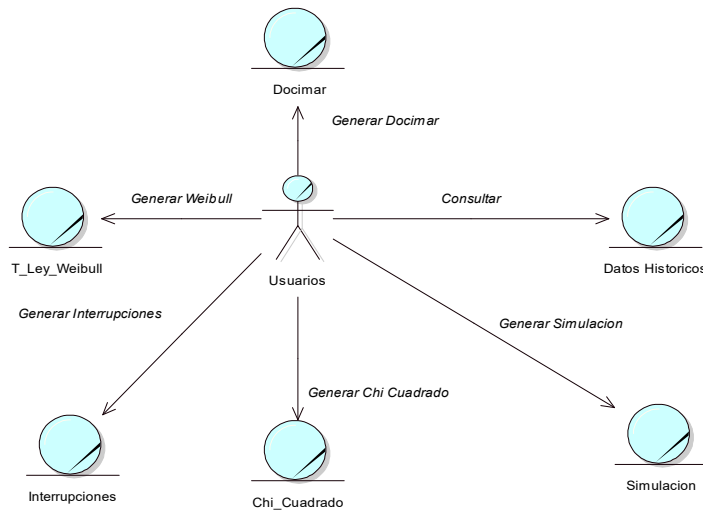 Docimar
Generar Docimar
Generar Weibull
Consultar
T_Ley_Weibull
Usuarios
Datos Historicos
Generar Interrupciones
Generar Simulacion
Generar Chi Cuadrado
Interrupciones
Chi_Cuadrado
Simulacion